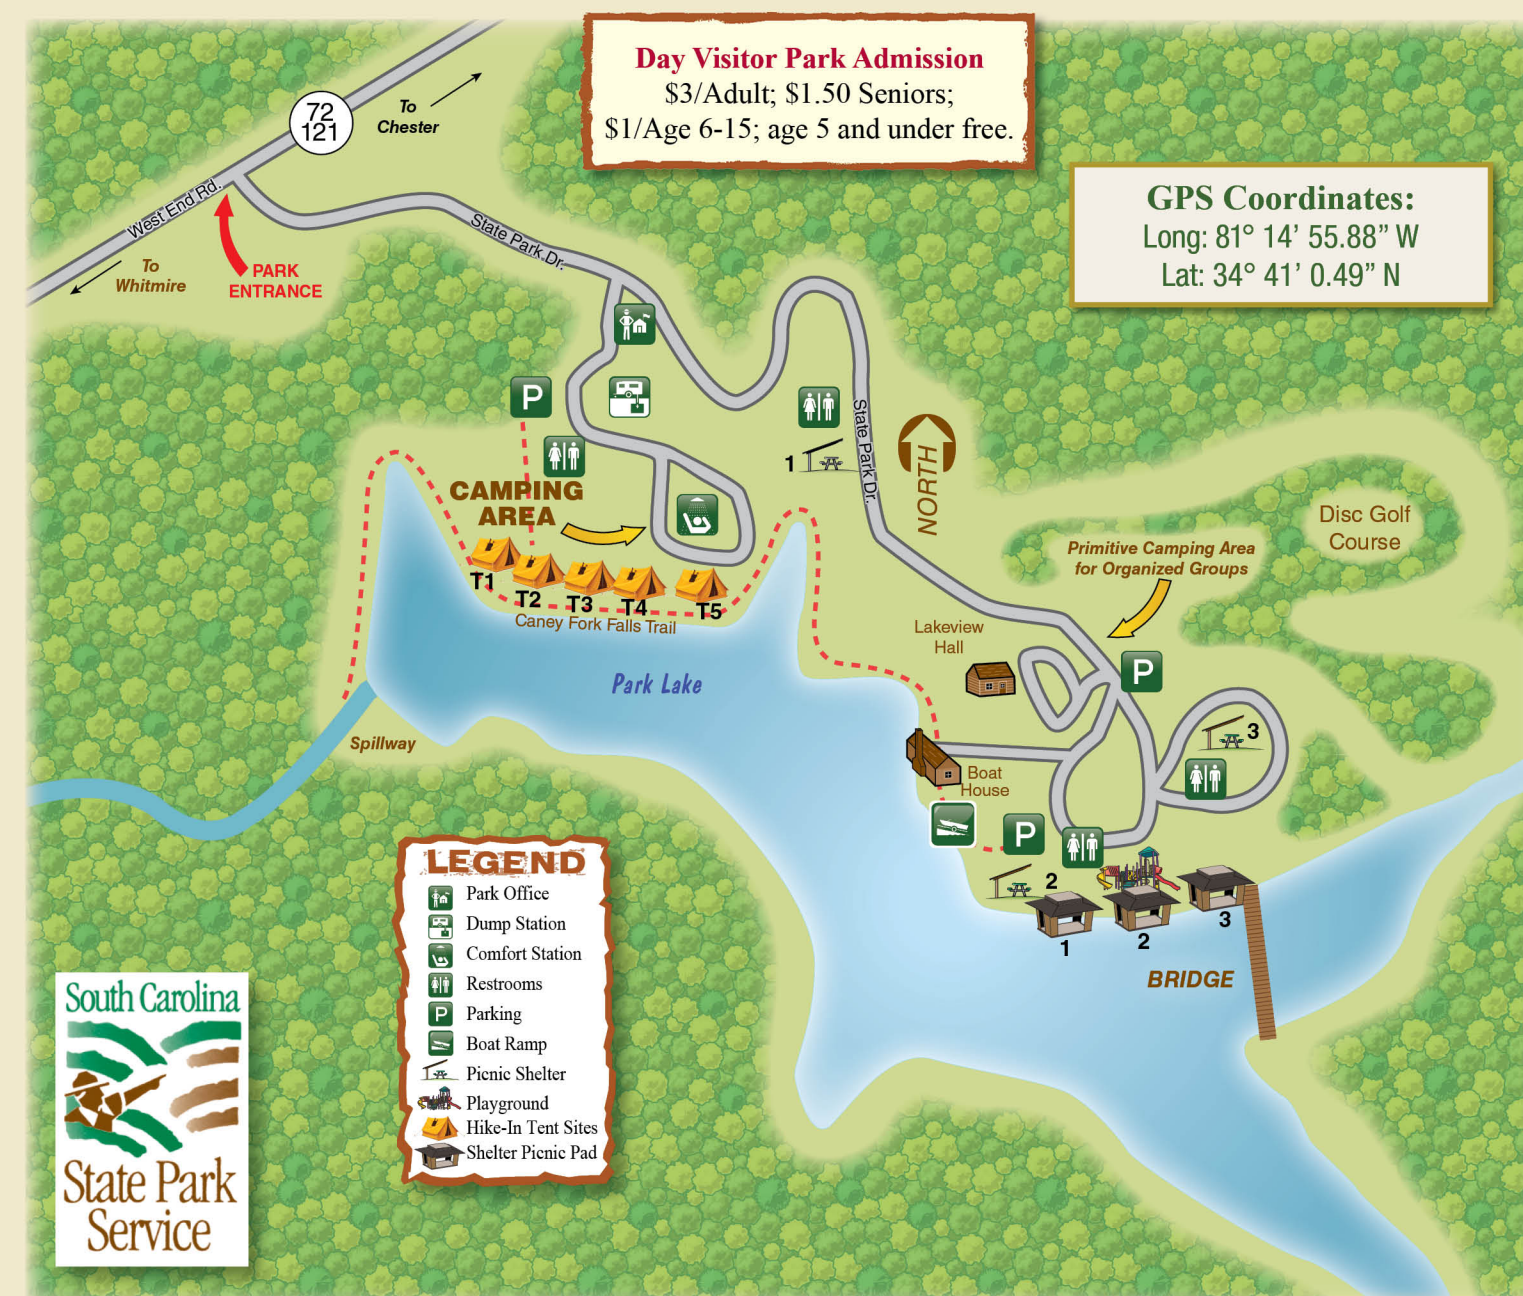 Day Visitor Park Admission
$3/Adult; $1.50 Seniors;
$1/Age 6-15; age 5 and under free.
72
121
To
Chester
GPS Coordinates:
Long: 81° 14’ 55.88” W
Lat: 34° 41’ 0.49” N
West End Rd.
State Park Dr.
To
Whitmire
PARK
ENTRANCE
P
State Park Dr.
1
NORTH
CAMPING
AREA
Disc Golf
Course
Primitive Camping Area
for Organized Groups
T1
T2
T3
T4
T5
Caney Fork Falls Trail
Lakeview
Hall
P
Park Lake
Spillway
3
Boat
House
P
2
1
2
3
BRIDGE
LEGEND
Park Office
Dump Station
Comfort Station
Restrooms
P Parking
Boat Ramp
Picnic Shelter
Playground
Hike-In Tent Sites
Shelter Picnic Pad
South Carolina
State Park
Service